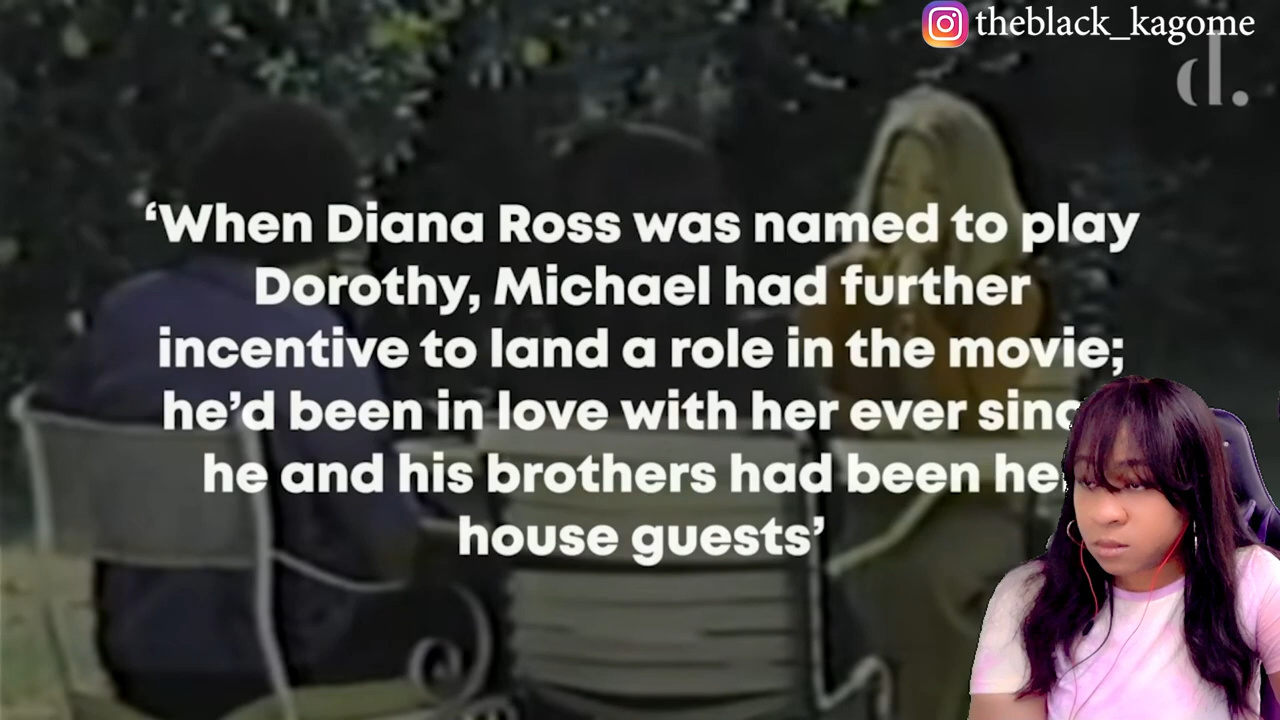 theblack_kagome
d.
‘When Diana Ross was named to play
Dorothy, Michael had further
incentive to land a role in the movie;
he’d been in love with her ever sinc
he and his brothers had been he
house guests’